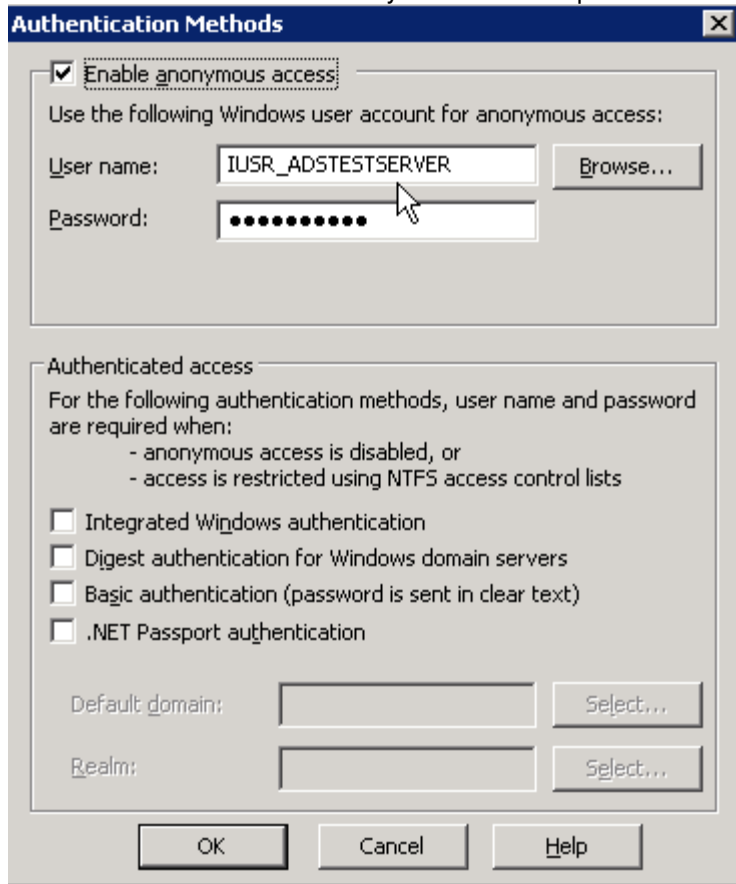 Authentication Methods
Enable anonymous access
Use the following Windows user account for anonymous access:
User name: IUSR_ADSTESTSERVER Browse...
Password: ●●●●●●●●●●
Authenticated access
For the following authentication methods, user name and password
are required when:
- anonymous access is disabled, or
- access is restricted using NTFS access control lists
Integrated Windows authentication
Digest authentication for Windows domain servers
Basic authentication (password is sent in clear text)
.NET Passport authentication
Default domain: Select...
Realm: Select...
OK Cancel Help